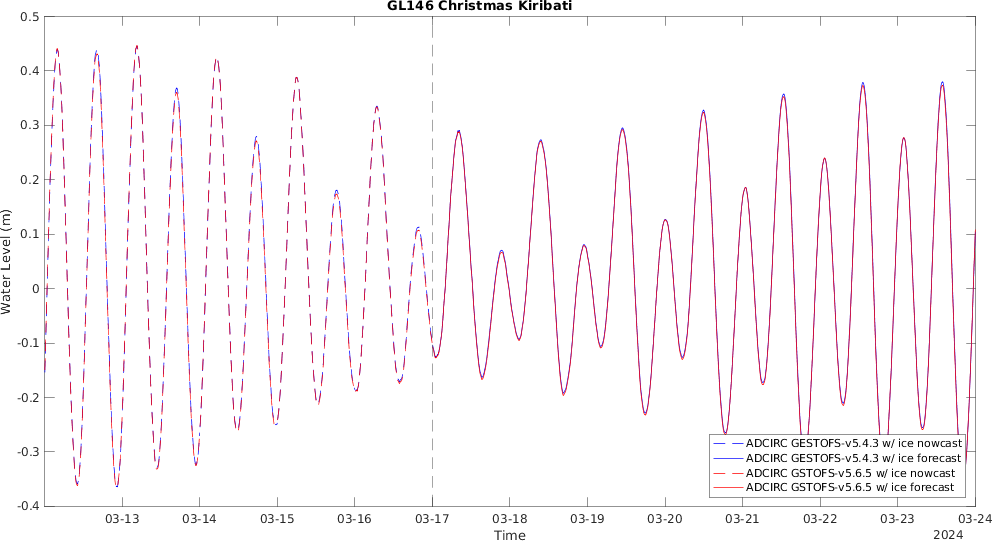 GL146 Christmas Kiribati
0.5
0.4
0.3
0.2
0.1
0
-0.1
-0.2
-0.3
-0.4
Water Level (m)
ADCIRC GESTOFS-v5.4.3 w/ ice nowcast
ADCIRC GESTOFS-v5.4.3 w/ ice forecast
ADCIRC GSTOFS-v5.6.5 w/ ice nowcast
ADCIRC GSTOFS-v5.6.5 w/ ice forecast
03-13 03-14 03-15 03-16 03-17 03-18 03-19 03-20 03-21 03-22 03-23 03-24
Time
2024